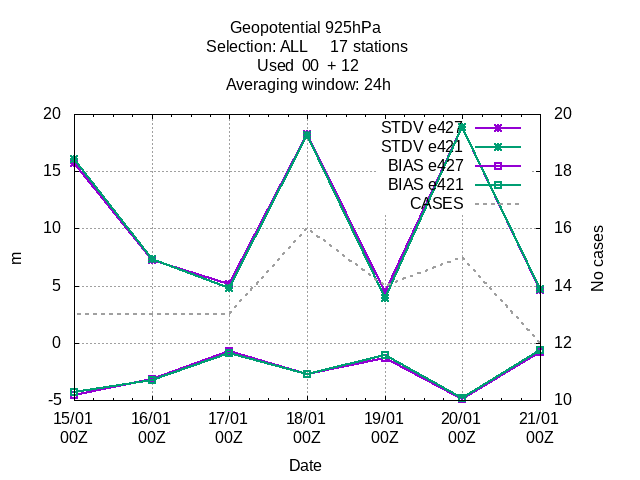 Geopotential 925hPa
Selection: ALL     17 stations
Used  00  + 12
Averaging window: 24h
20 20
STDV e427
STDV e421
15 18
BIAS e427
BIAS e421
CASES
10 16
m
No cases
5 14
0 12
-5 10
15/01 16/01 17/01 18/01 19/01 20/01 21/01
00Z 00Z 00Z 00Z 00Z 00Z 00Z
Date